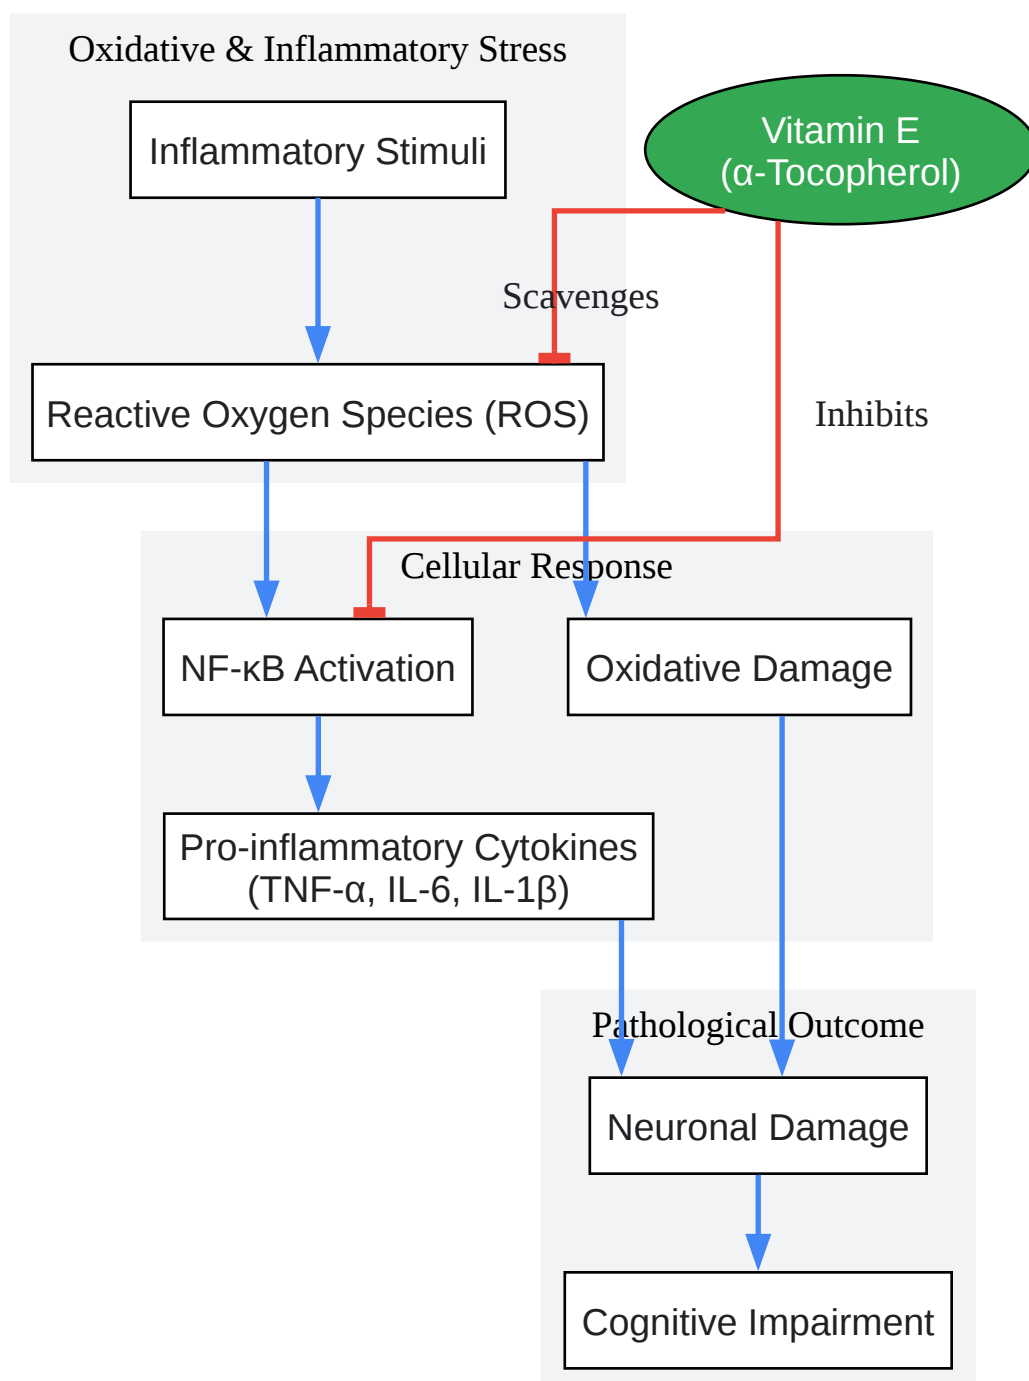 Oxidative & Inflammatory Stress
Inflammatory Stimuli
Vitamin E
(α-Tocopherol)
Scavenges
Reactive Oxygen Species (ROS)
Inhibits
Cellular Response
NF-κB Activation
Oxidative Damage
Pro-inflammatory Cytokines
(TNF-α, IL-6, IL-1β)
Pathological Outcome
Neuronal Damage
Cognitive Impairment